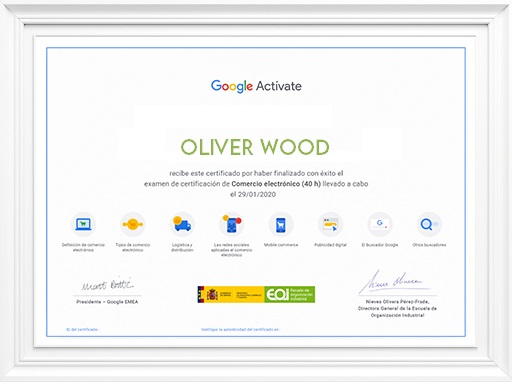 Google Activate
OLIVER WOOD
recibe este certificado por haber finalizado con éxito el
examen de certificación de Comercio electrónico (40 h) llevado a cabo
el 29/01/2020
Definición de comercio
electrónico
Tipos de comercio
electrónico
Logística y
distribución
Las redes sociales
aplicadas al comercio
electrónico
Mobile commerce
Publicidad digital
El Buscador Google
Otros buscadores
Presidente – Google EMEA
EOI
Escuela de
organización
industrial
Nieves Olivera Pérez-Frade,
Directora General de la Escuela de
Organización Industrial
ID del certificado :
Verifique la autenticidad del certificado en :